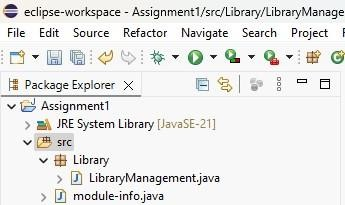 eclipse-workspace - Assignment1/src/Library/LibraryManage
File Edit Source Refactor Navigate Search Project
Package Explorer
Assignment1
JRE System Library [JavaSE-21]
src
Library
LibraryManagement.java
module-info.java